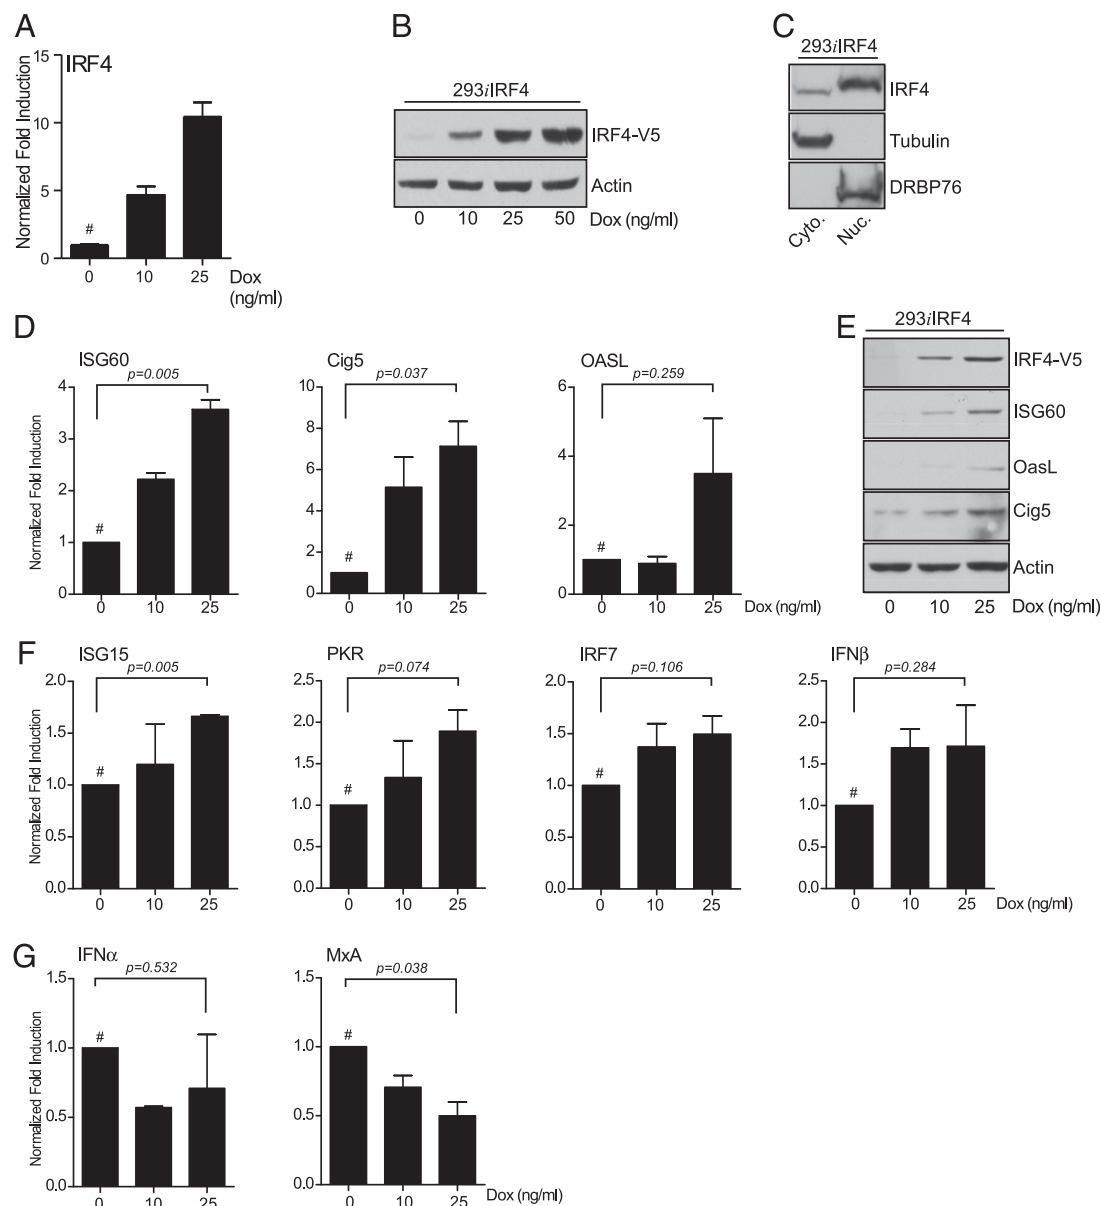 A
IRF4
Normalized Fold Induction
15
10
5
0
#
0 10 25 Dox
(ng/ml)
B
293iIRF4
IRF4-V5
Actin
0 10 25 50 Dox (ng/ml)
C
293iIRF4
IRF4
Tubulin
DRBP76
Cyto. Nuc.
D
ISG60
p=0.005
Normalized Fold Induction
4
3
2
1
0
#
0 10 25
Cig5
p=0.037
10
8
6
4
2
0
#
0 10 25
OASL
p=0.259
6
4
2
0
#
0 10 25 Dox (ng/ml)
E
293iIRF4
IRF4-V5
ISG60
OasL
Cig5
Actin
0 10 25 Dox (ng/ml)
F
ISG15
p=0.005
Normalized Fold Induction
2.0
1.5
1.0
0.5
0.0
#
0 10 25
PKR
p=0.074
2.5
2.0
1.5
1.0
0.5
0.0
#
0 10 25
IRF7
p=0.106
2.0
1.5
1.0
0.5
0.0
#
0 10 25
IFNβ
p=0.284
2.5
2.0
1.5
1.0
0.5
0.0
#
0 10 25 Dox (ng/ml)
G
IFNα
p=0.532
Normalized Fold Induction
1.5
1.0
0.5
0.0
#
0 10 25
MxA
p=0.038
1.5
1.0
0.5
0.0
#
0 10 25 Dox (ng/ml)